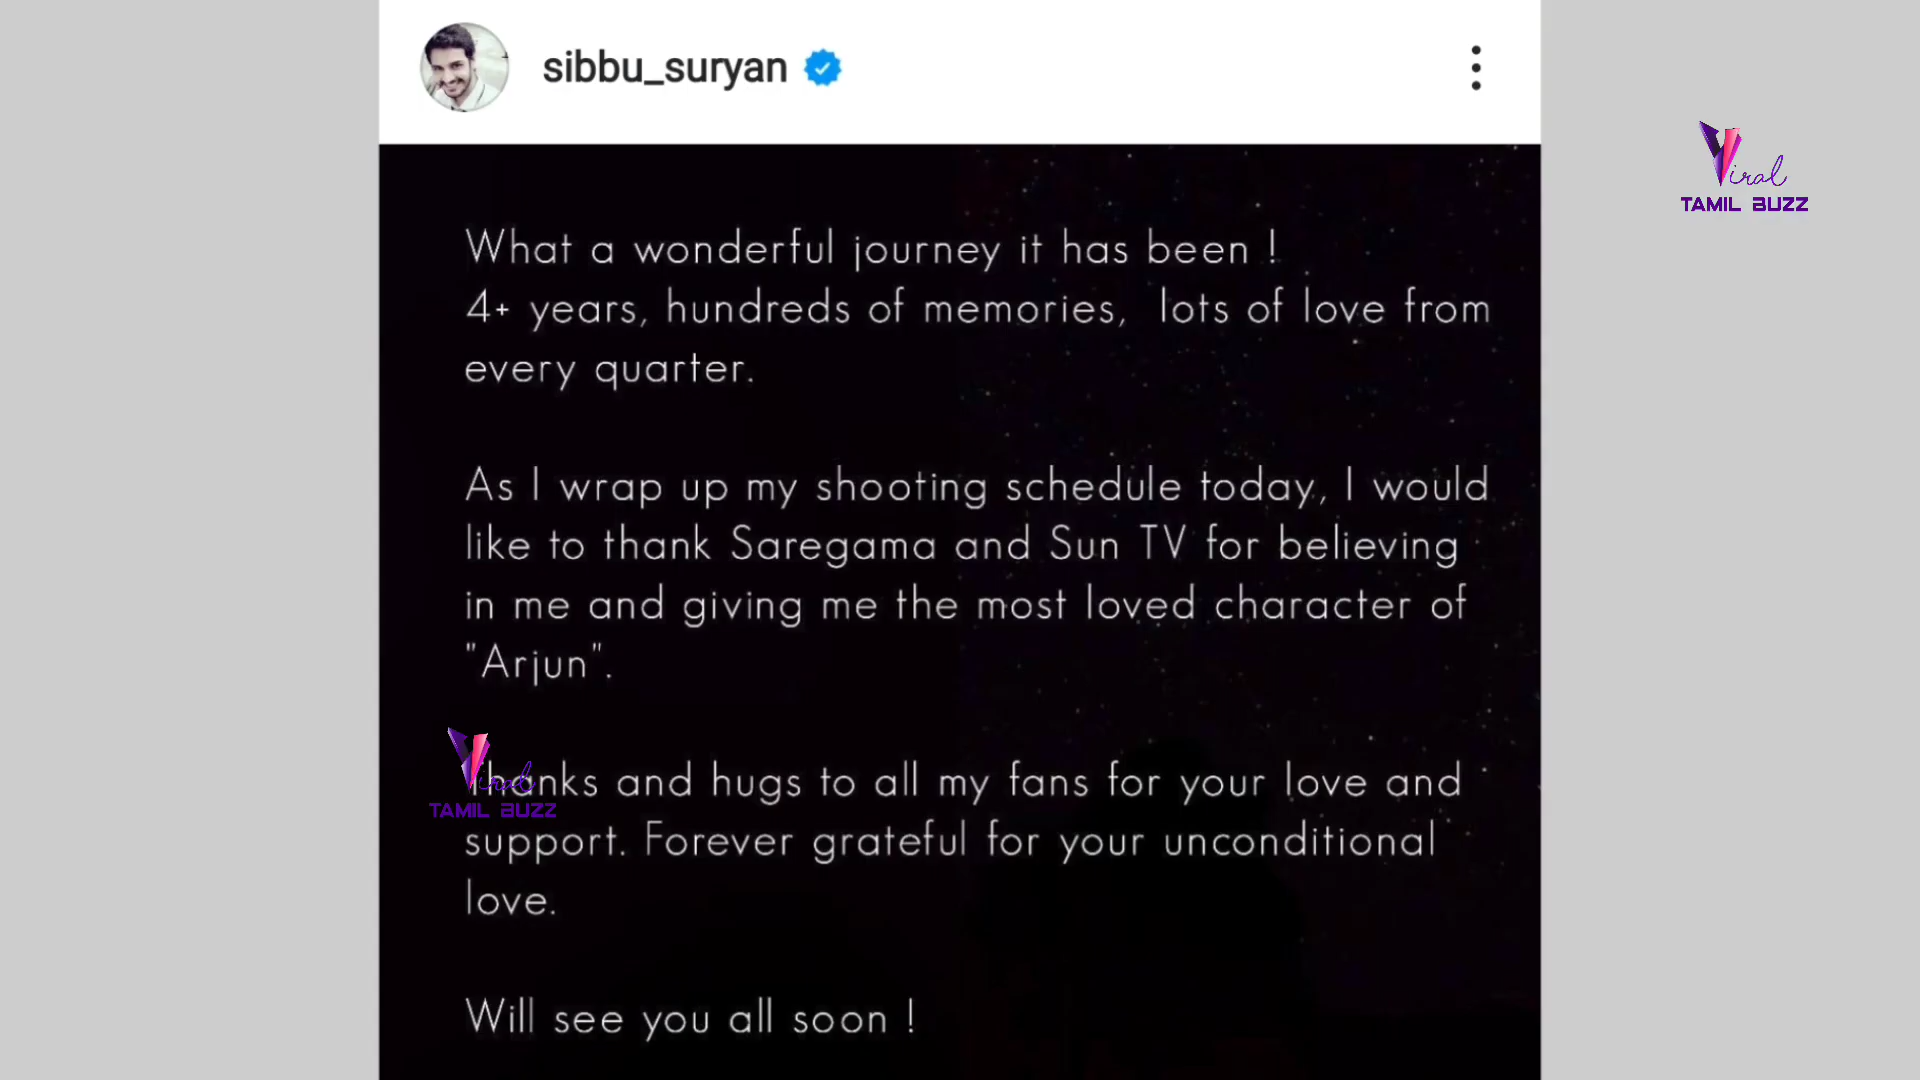 sibbu_suryan
Viral
TAMIL BUZZ
What a wonderful journey it has been !
4+ years, hundreds of memories, lots of love from
every quarter.
As I wrap up my shooting schedule today, I would
like to thank Saregama and Sun TV for believing
in me and giving me the most loved character of
"Arjun".
Viral
TAMIL BUZZ
Thanks and hugs to all my fans for your love and
support. Forever grateful for your unconditional
love.
Will see you all soon !